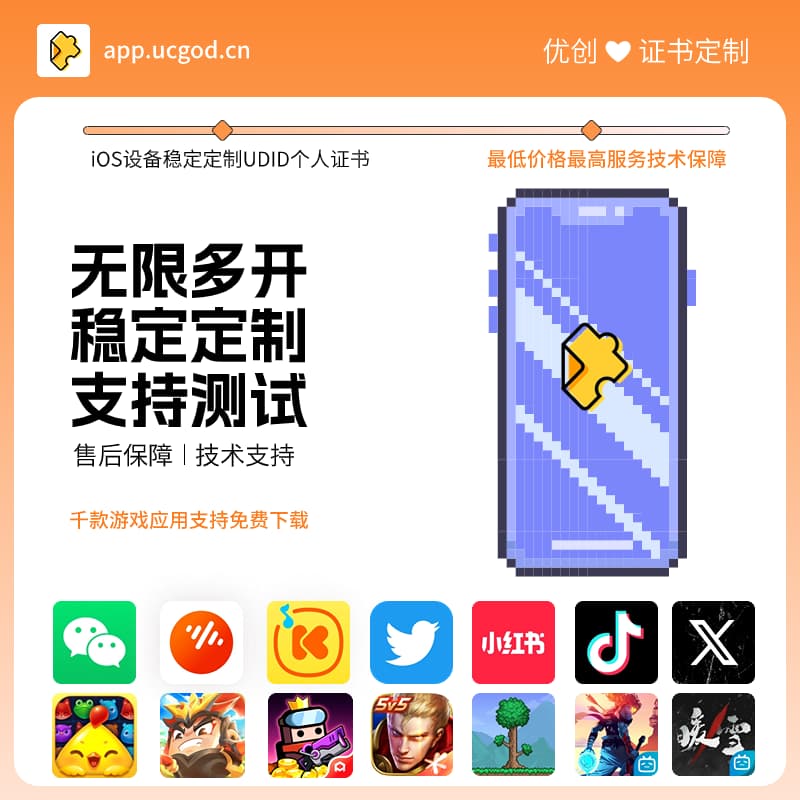 app.ucgod.cn
优创
证书定制
iOS设备稳定定制UDID个人证书
最低价格最高服务技术保障
无限多开
稳定定制
支持测试
售后保障|技术支持
千款游戏应用支持免费下载
小红书
5v5
暖雪